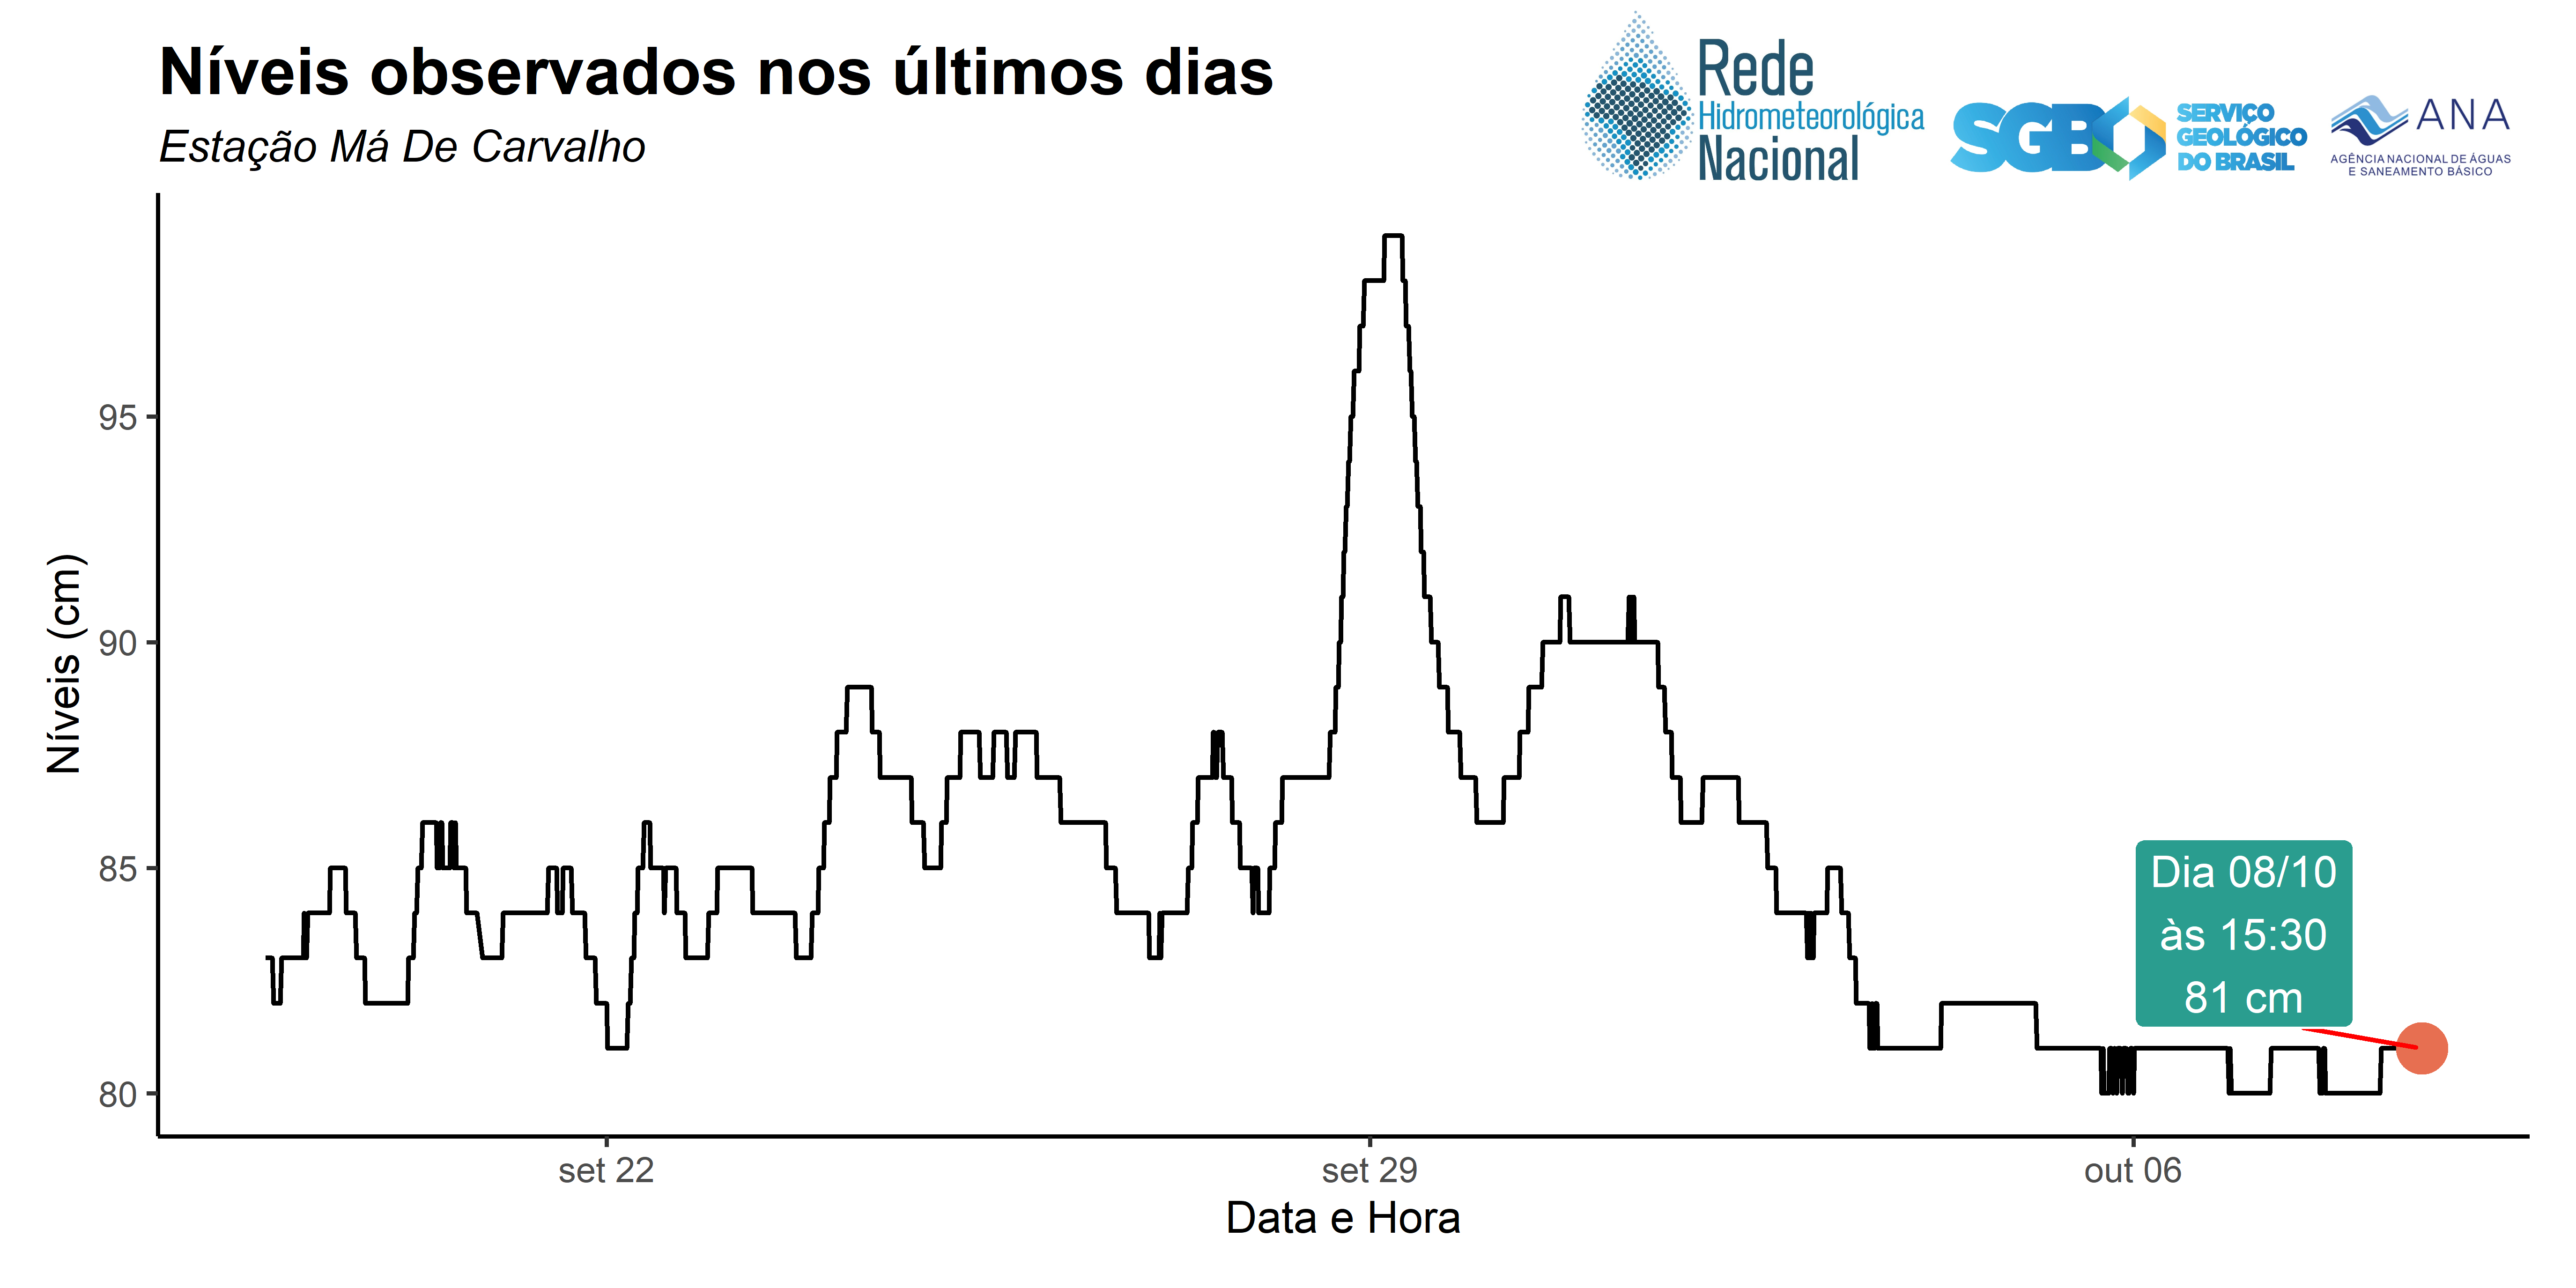 Níveis observados nos últimos dias
Estação Má De Carvalho
Rede
Hidrometeorológica
Nacional
SGB
SERVIÇO
GEOLÓGICO
DO BRASIL
ANA
AGÊNCIA NACIONAL DE ÁGUAS
E SANEAMENTO BÁSICO
Níveis (cm)
95
90
85
80
Dia 08/10
às 15:30
81 cm
set 22
set 29
out 06
Data e Hora